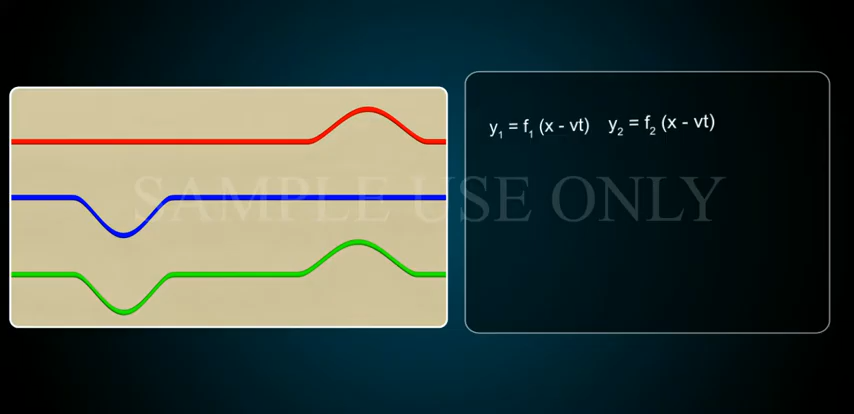 y₁ = f₁ (x - vt) y₂ = f₂ (x - vt)
SAMPLE USE ONLY